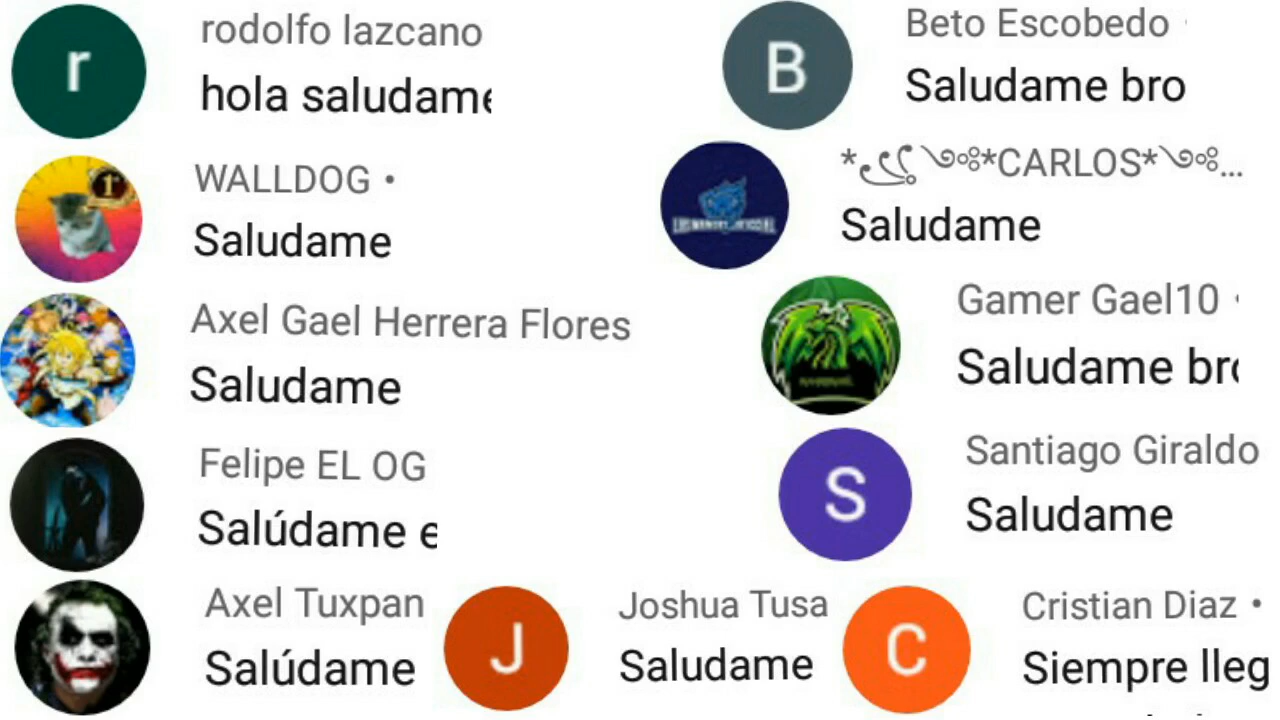 rodolfo lazcano
hola saludame
Beto Escobedo
Saludame bro
WALLDOG •
Saludame
*CARLOS*...
Saludame
Axel Gael Herrera Flores
Saludame
Gamer Gael10 •
Saludame bro
Felipe EL OG
Salúdame e
Santiago Giraldo
Saludame
Axel Tuxpan
Salúdame
Joshua Tusa
Saludame
Cristian Diaz •
Siempre lleg
r
B
S
J
C